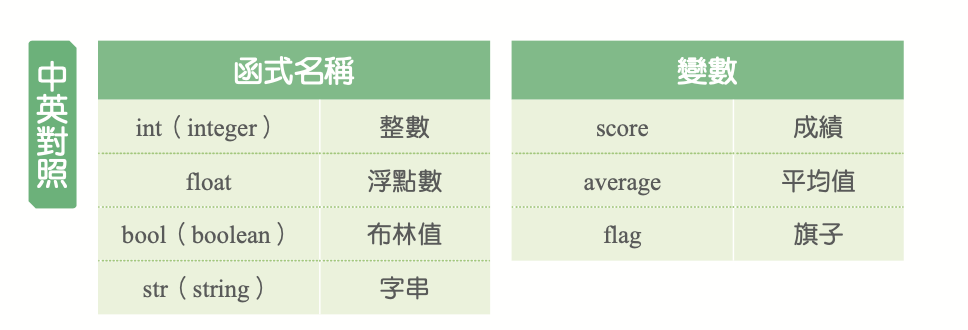 中英對照
函式名稱
int（integer） 整數
float 浮點數
bool（boolean） 布林值
str（string） 字串
變數
score 成績
average 平均值
flag 旗子